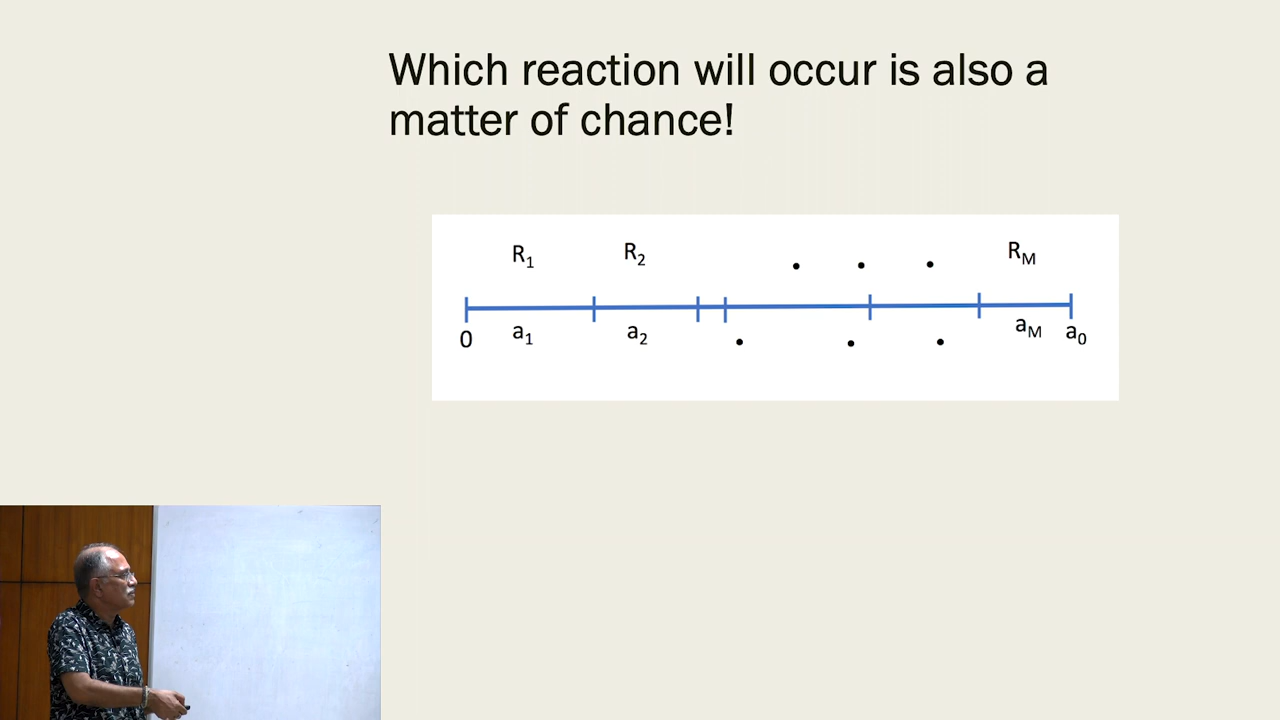 Which reaction will occur is also a
matter of chance!
R₁ R₂ . . . R_M
0 a₁ a₂ . . . a_M a₀